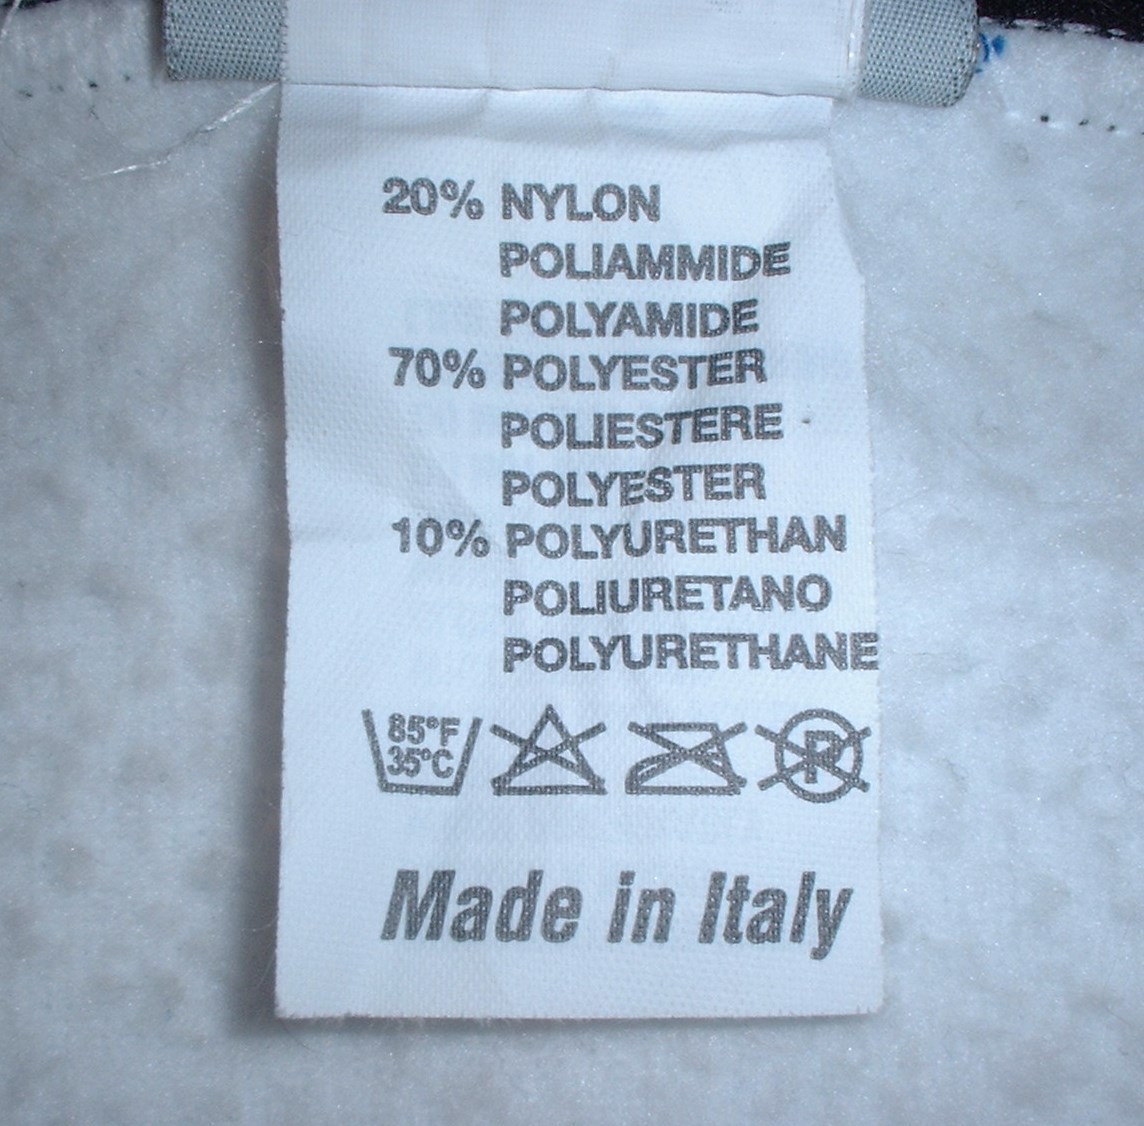 20% NYLON
POLIAMMIDE
POLYAMIDE
70% POLYESTER
POLIESTERE
POLYESTER
10% POLYURETHAN
POLIURETANO
POLYURETHANE
85°F
35°C
P
Made in Italy